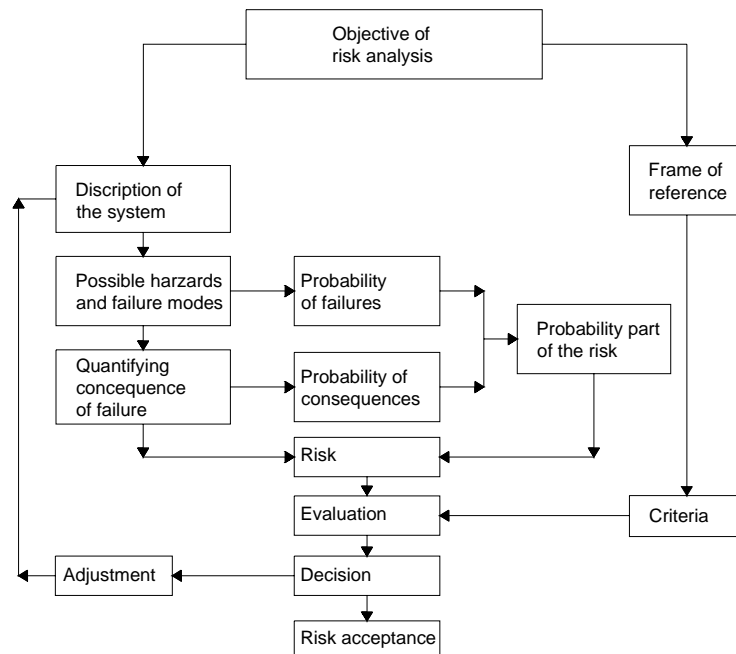 Objective of
risk analysis
Discription of
the system
Frame of
reference
Possible harzards
and failure modes
Probability
of failures
Probability part
of the risk
Quantifying
concequence
of failure
Probability of
consequences
Risk
Evaluation
Criteria
Adjustment
Decision
Risk acceptance